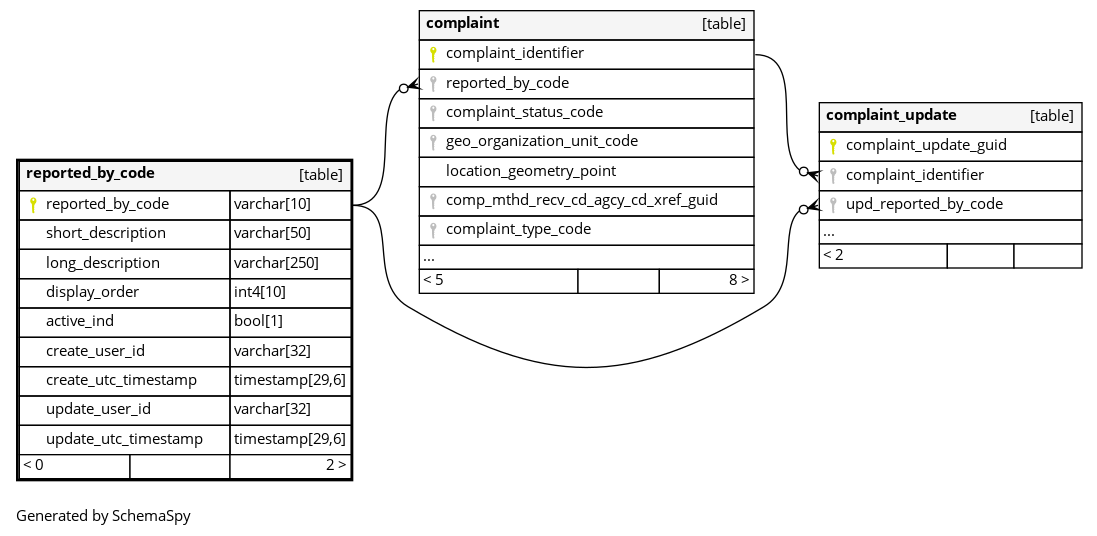 complaint [table]
complaint_identifier
reported_by_code
complaint_status_code
geo_organization_unit_code
location_geometry_point
comp_mthd_recv_cd_agcy_cd_xref_guid
complaint_type_code
...
< 5 8 >
complaint_update [table]
complaint_update_guid
complaint_identifier
upd_reported_by_code
...
< 2
reported_by_code [table]
reported_by_code varchar[10]
short_description varchar[50]
long_description varchar[250]
display_order int4[10]
active_ind bool[1]
create_user_id varchar[32]
create_utc_timestamp timestamp[29,6]
update_user_id varchar[32]
update_utc_timestamp timestamp[29,6]
< 0 2 >
Generated by SchemaSpy